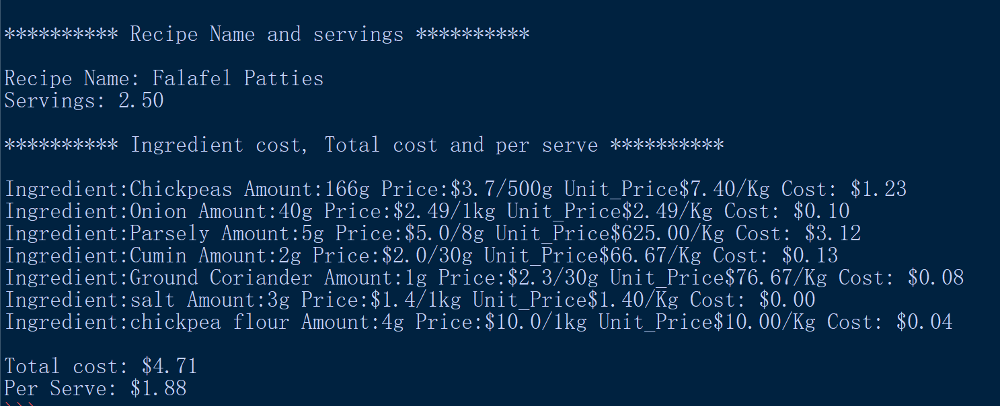 ********** Recipe Name and servings **********
Recipe Name: Falafel Patties
Servings: 2.50
********** Ingredient cost, Total cost and per serve **********
Ingredient:Chickpeas Amount:166g Price:$3.7/500g Unit_Price$7.40/Kg Cost: $1.23
Ingredient:Onion Amount:40g Price:$2.49/1kg Unit_Price$2.49/Kg Cost: $0.10
Ingredient:Parsely Amount:5g Price:$5.0/8g Unit_Price$625.00/Kg Cost: $3.12
Ingredient:Cumin Amount:2g Price:$2.0/30g Unit_Price$66.67/Kg Cost: $0.13
Ingredient:Ground Coriander Amount:1g Price:$2.3/30g Unit_Price$76.67/Kg Cost: $0.08
Ingredient:salt Amount:3g Price:$1.4/1kg Unit_Price$1.40/Kg Cost: $0.00
Ingredient:chickpea flour Amount:4g Price:$10.0/1kg Unit_Price$10.00/Kg Cost: $0.04
Total cost: $4.71
Per Serve: $1.88